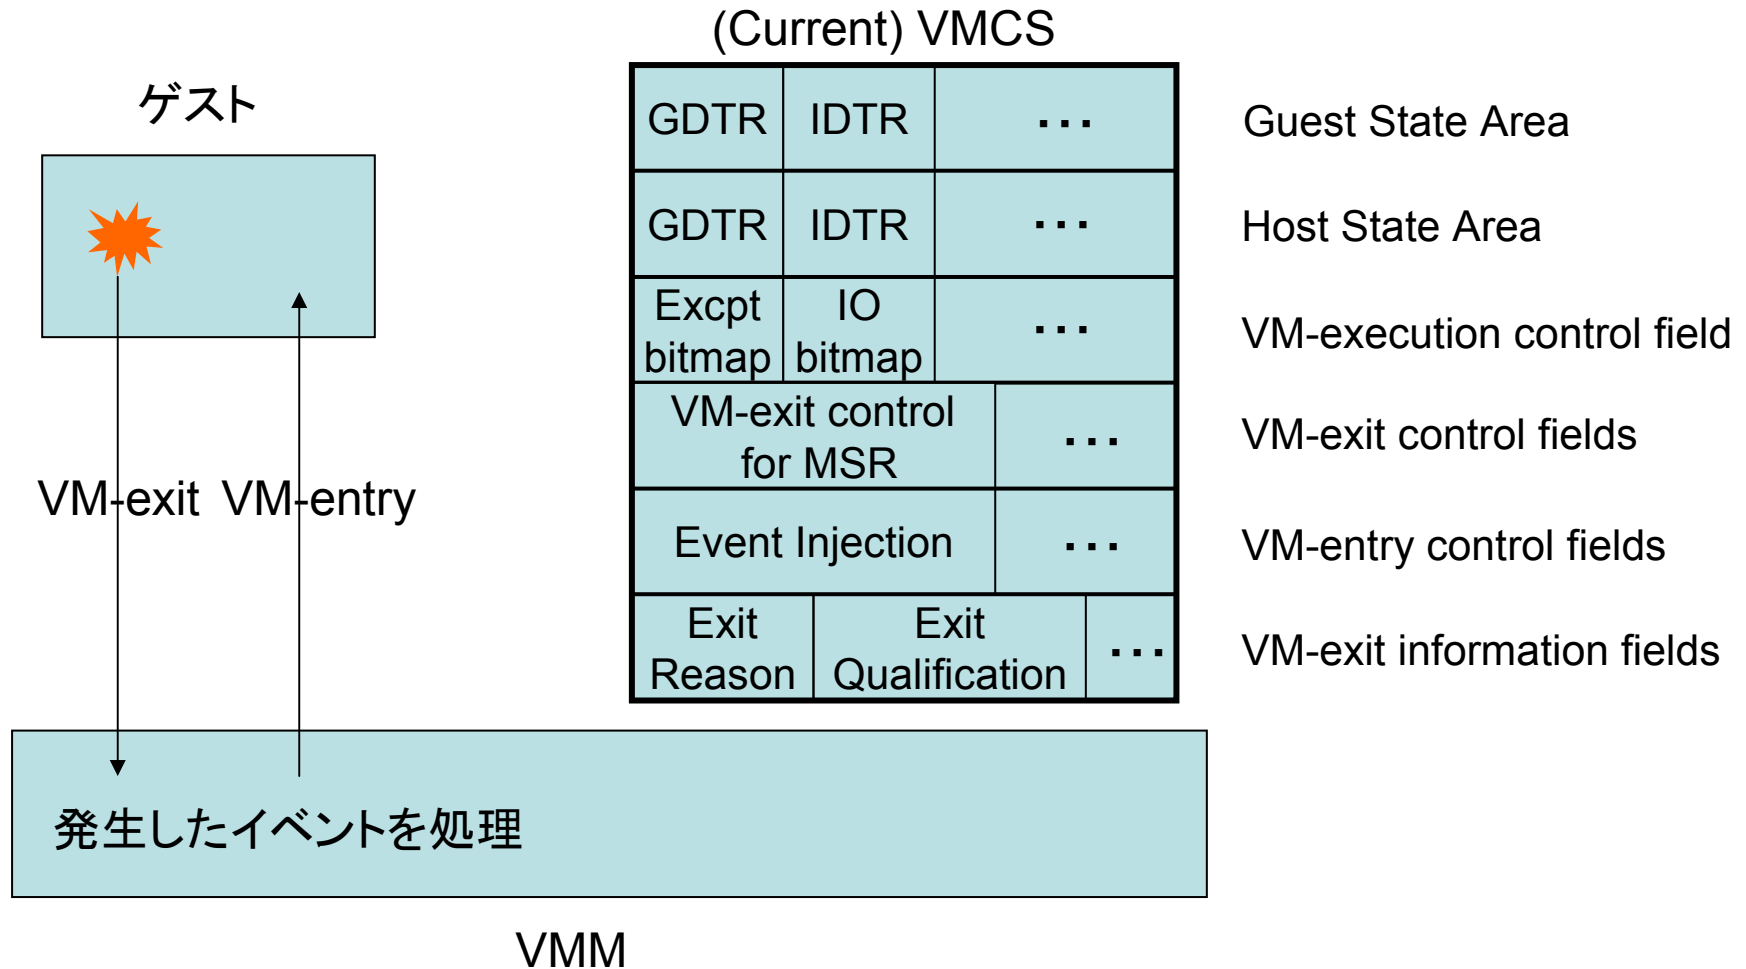 (Current) VMCS
ゲスト
GDTR IDTR ... Guest State Area
GDTR IDTR ... Host State Area
Excpt bitmap IO bitmap ... VM-execution control field
VM-exit control for MSR ... VM-exit control fields
VM-exit VM-entry
Event Injection ... VM-entry control fields
Exit Reason Exit Qualification ... VM-exit information fields
発生したイベントを処理
VMM